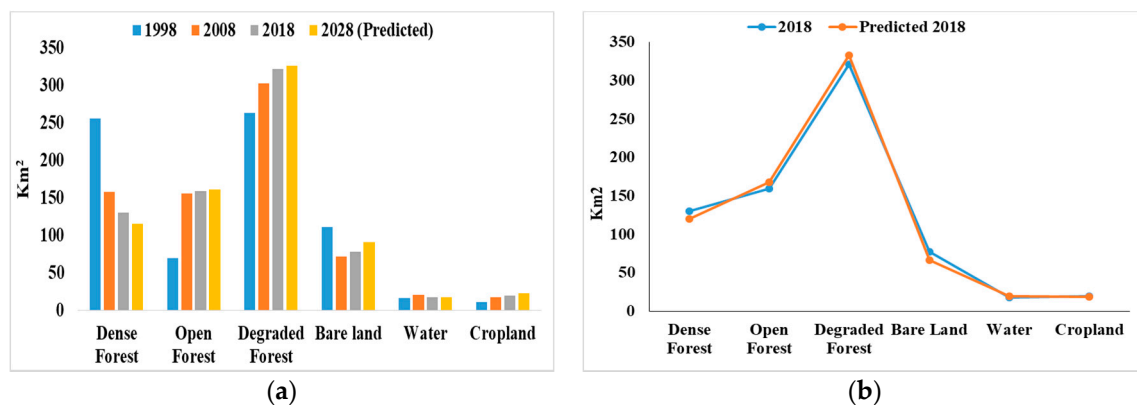 1998 2008 2018 2028 (Predicted)
350
300
250
200
150
100
50
0
Km²
Dense Forest
Open Forest
Degraded Forest
Bare land
Water
Cropland
(a)
2018 Predicted 2018
350
300
250
200
150
100
50
0
Km2
Dense Forest
Open Forest
Degraded Forest
Bare Land
Water
Cropland
(b)